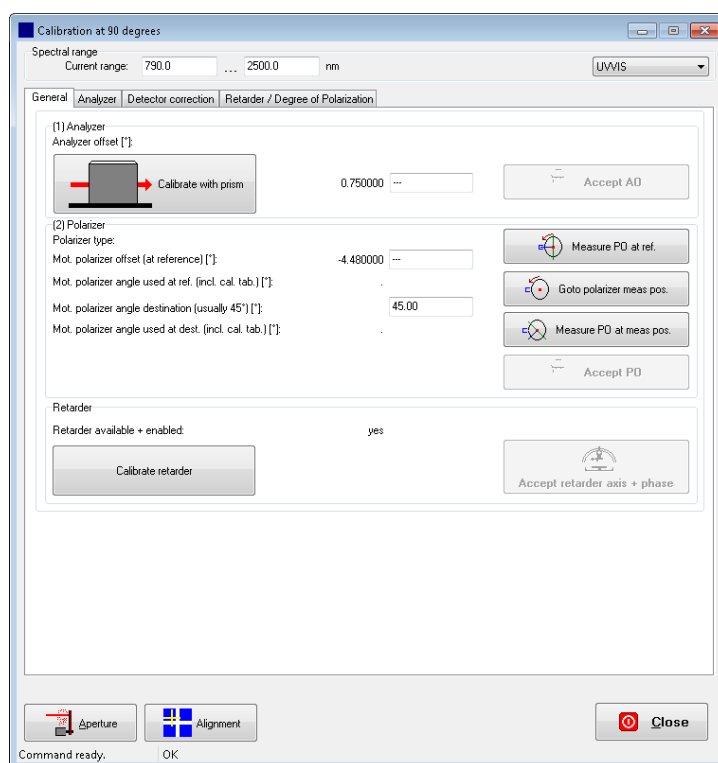 Calibration at 90 degrees
Spectral range
Current range: 790.0 ... 2500.0 nm UVVIS
General Analyzer Detector correction Retarder / Degree of Polarization
(1) Analyzer
Analyzer offset [°]:
Calibrate with prism 0.750000 --- Accept AO
(2) Polarizer
Polarizer type:
Measure PO at ref.
Mot. polarizer offset (at reference) [°]: -4.480000 ---
Mot. polarizer angle used at ref. (incl. cal. tab.) [°]: . Goto polarizer meas pos.
Mot. polarizer angle destination (usually 45°) [°]: 45.00
Mot. polarizer angle used at dest. (incl. cal. tab.) [°]: . Measure PO at meas pos.
Accept PO
Retarder
Retarder available + enabled: yes
Calibrate retarder Accept retarder axis + phase
Aperture Alignment Close
Command ready. OK